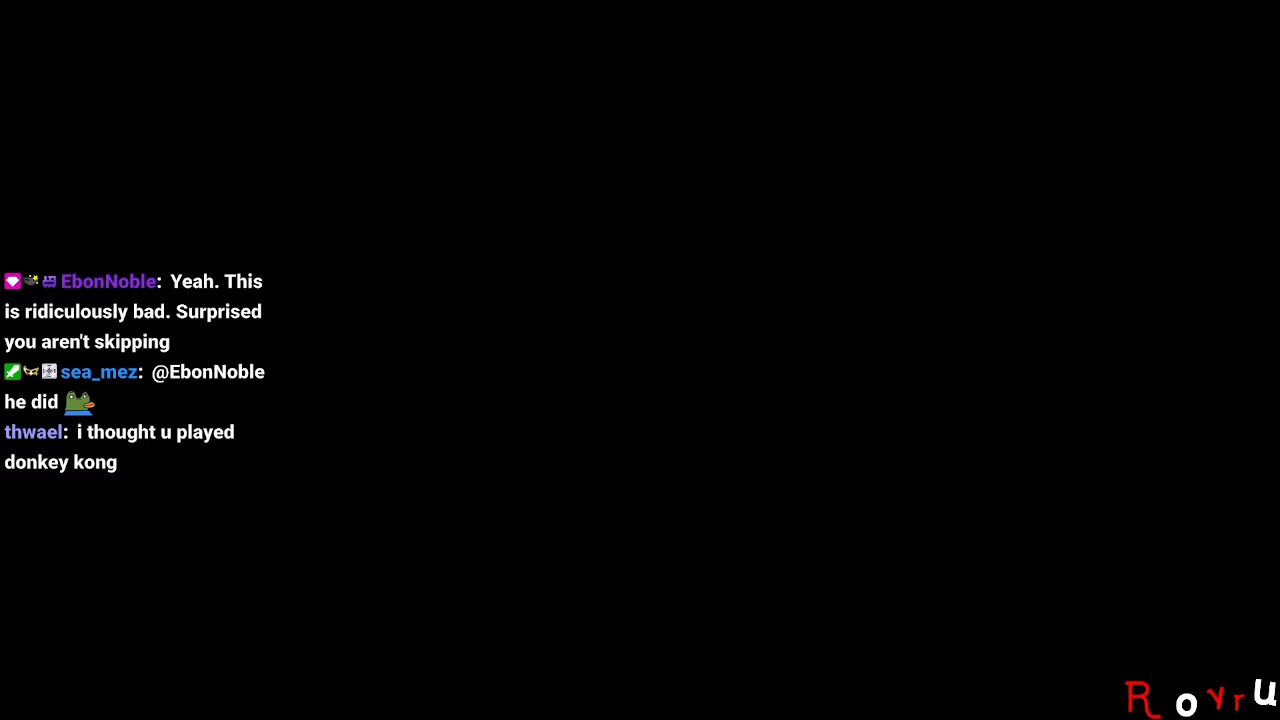 EbonNoble: Yeah. This
is ridiculously bad. Surprised
you aren't skipping
sea_mez: @EbonNoble
he did
thwael: i thought u played
donkey kong
Royru